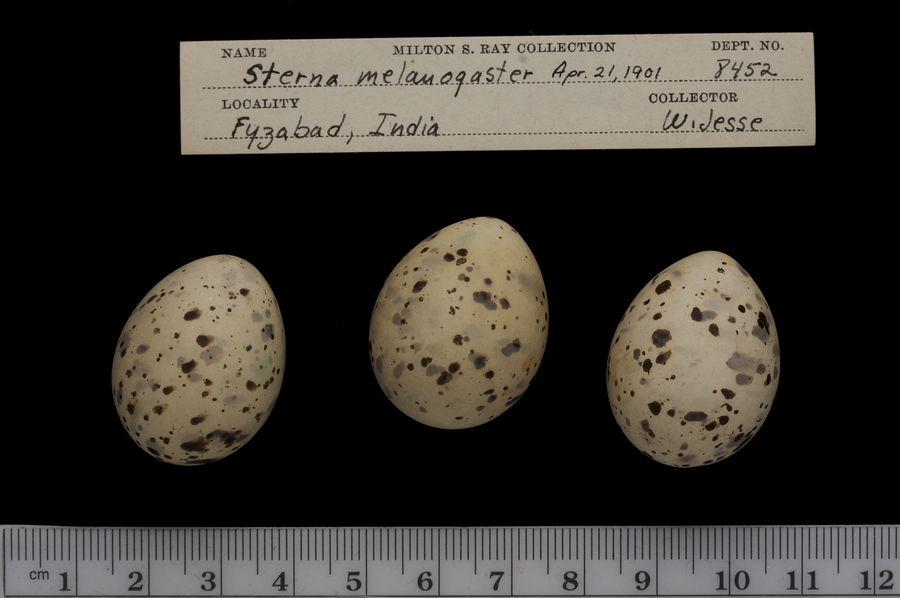 NAME MILTON S. RAY COLLECTION DEPT. NO.
Sterna melanogaster Apr. 21, 1901 8452
LOCALITY COLLECTOR
Fyzabad, India W. Jesse
cm 1 2 3 4 5 6 7 8 9 10 11 12